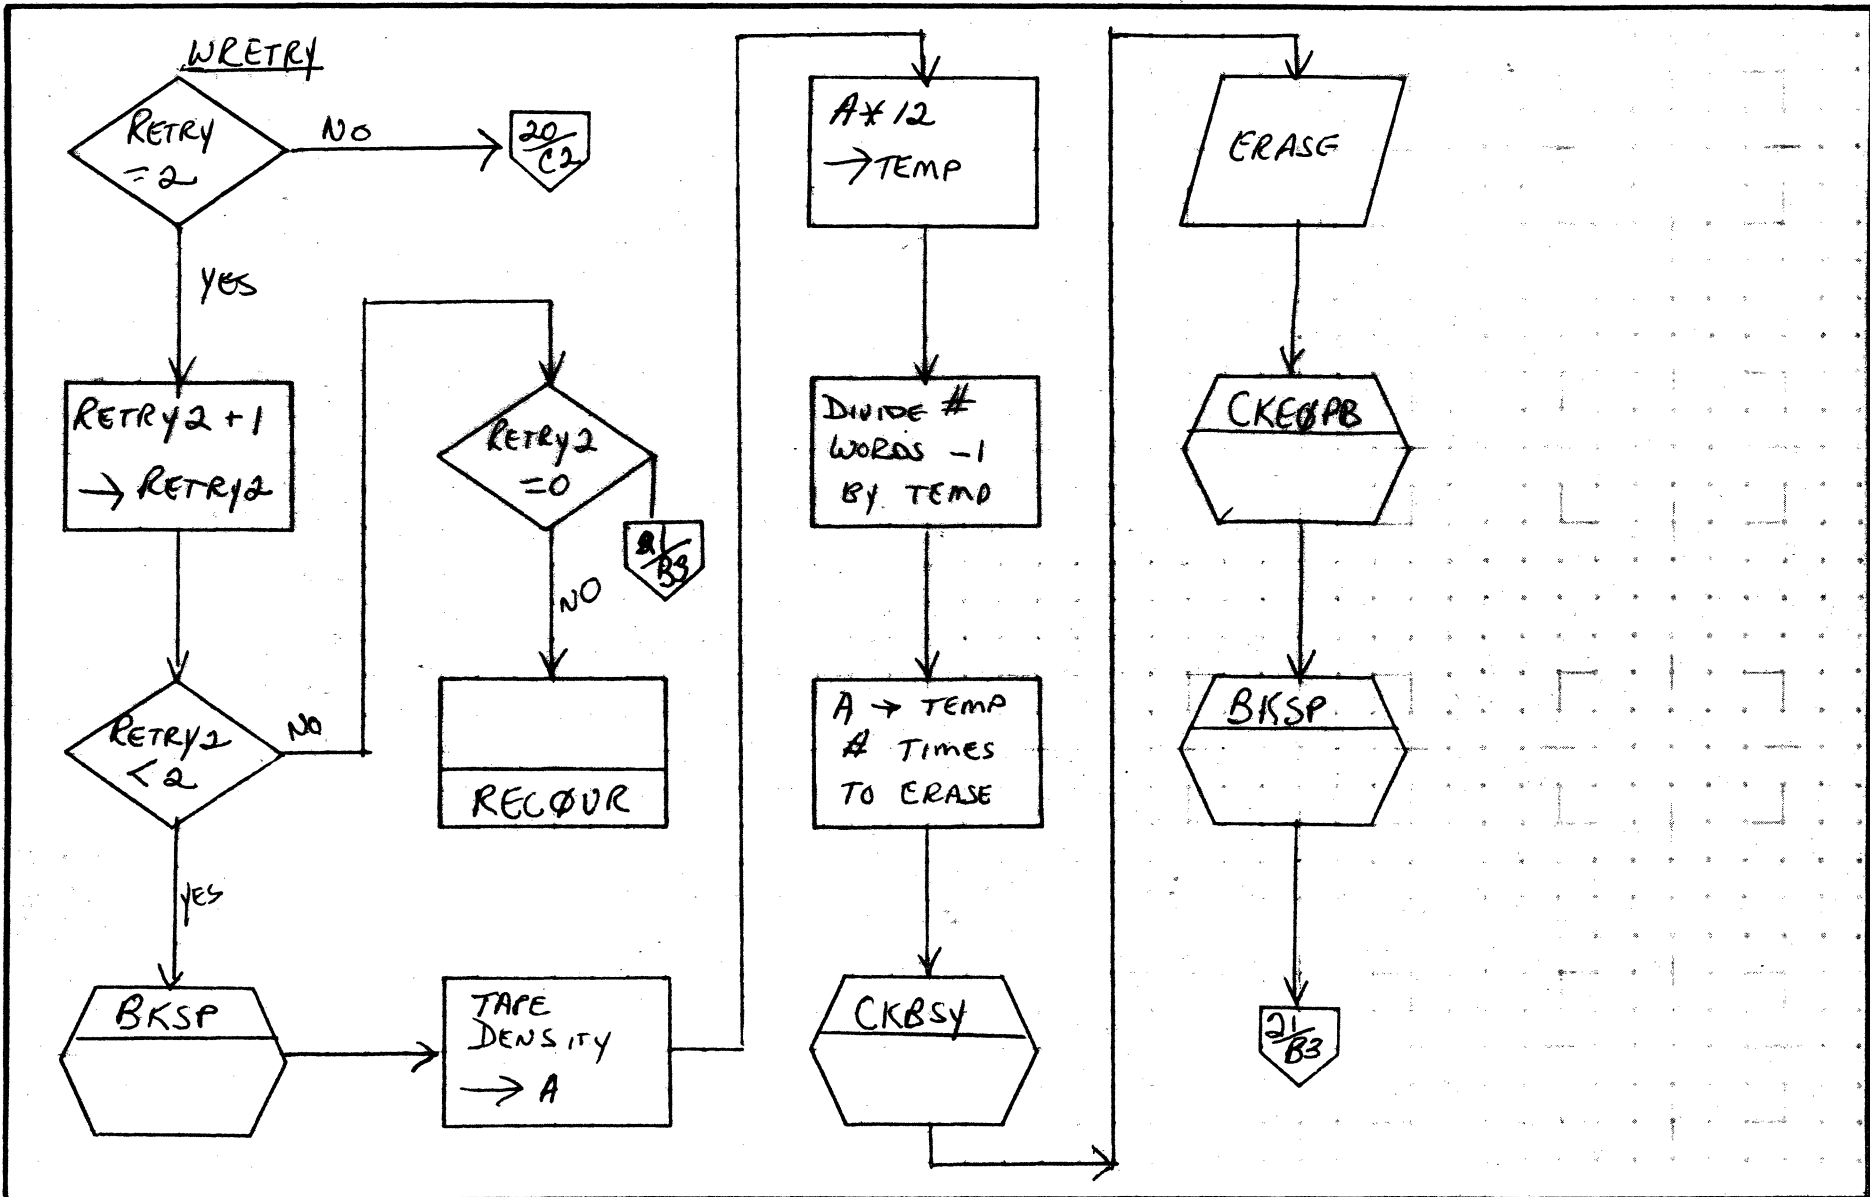 WRETRY
RETRY
=2
NO
20/
C2
YES
RETRY2 +1
→ RETRY2
RETRY2
<2
NO
YES
BKSP
RETRY2
=0
21/
B3
NO
RECØVR
TAPE
DENSITY
→ A
A*12
→TEMP
DIVIDE #
WORDS -1
BY TEMP
A → TEMP
# TIMES
TO ERASE
CKBSY
ERASE
CKEØPB
BKSP
21/
B3